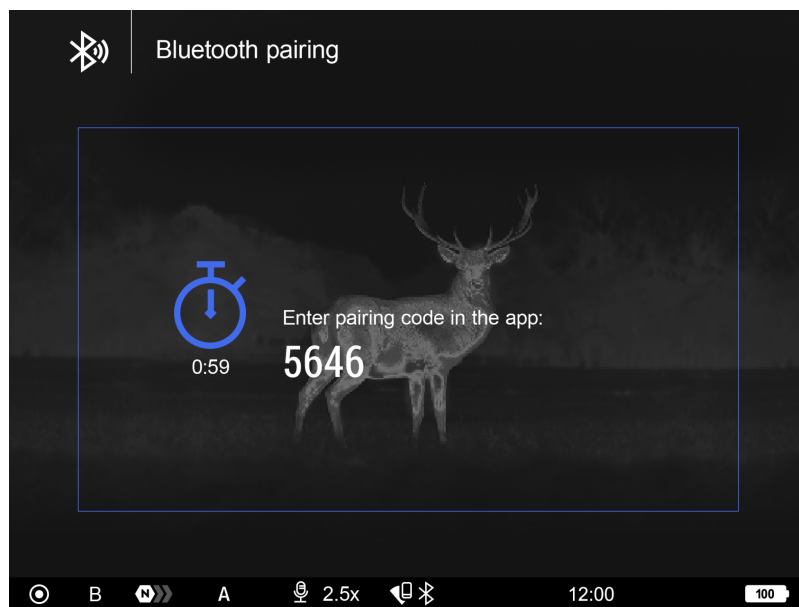 Bluetooth pairing
Enter pairing code in the app:
0:59
5646
B N A 2.5x 12:00 100